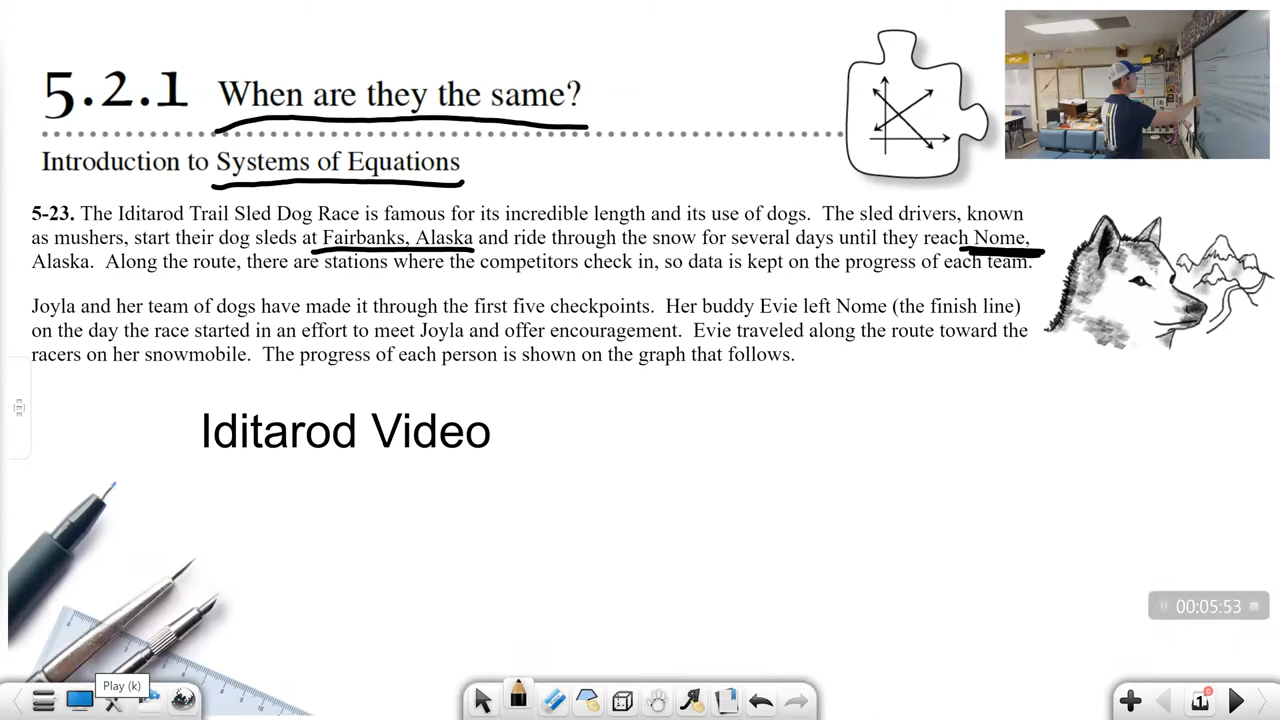 5.2.1 When are they the same?
Introduction to Systems of Equations
5-23. The Iditarod Trail Sled Dog Race is famous for its incredible length and its use of dogs. The sled drivers, known
as mushers, start their dog sleds at Fairbanks, Alaska and ride through the snow for several days until they reach Nome,
Alaska. Along the route, there are stations where the competitors check in, so data is kept on the progress of each team.
Joyla and her team of dogs have made it through the first five checkpoints. Her buddy Evie left Nome (the finish line)
on the day the race started in an effort to meet Joyla and offer encouragement. Evie traveled along the route toward the
racers on her snowmobile. The progress of each person is shown on the graph that follows.
Iditarod Video
00:05:53
Play (k)
1
0